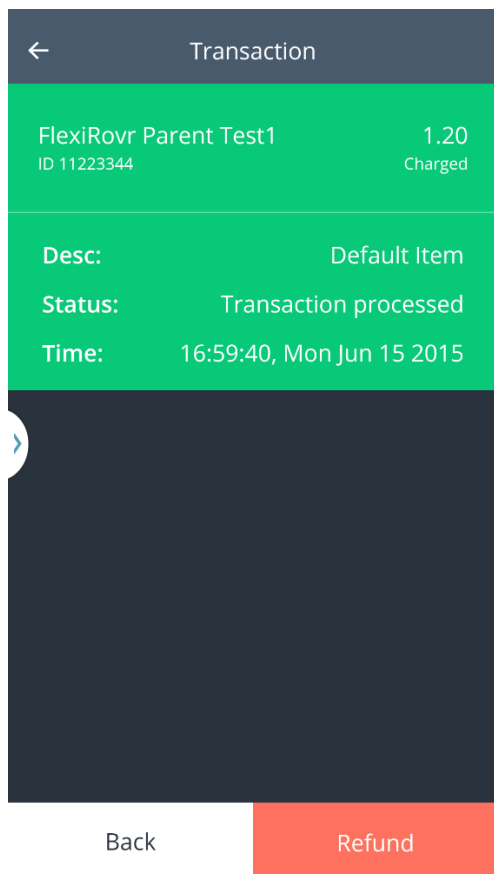 Transaction
FlexiRovr Parent Test1 1.20
ID 11223344 Charged
Desc: Default Item
Status: Transaction processed
Time: 16:59:40, Mon Jun 15 2015
Back Refund